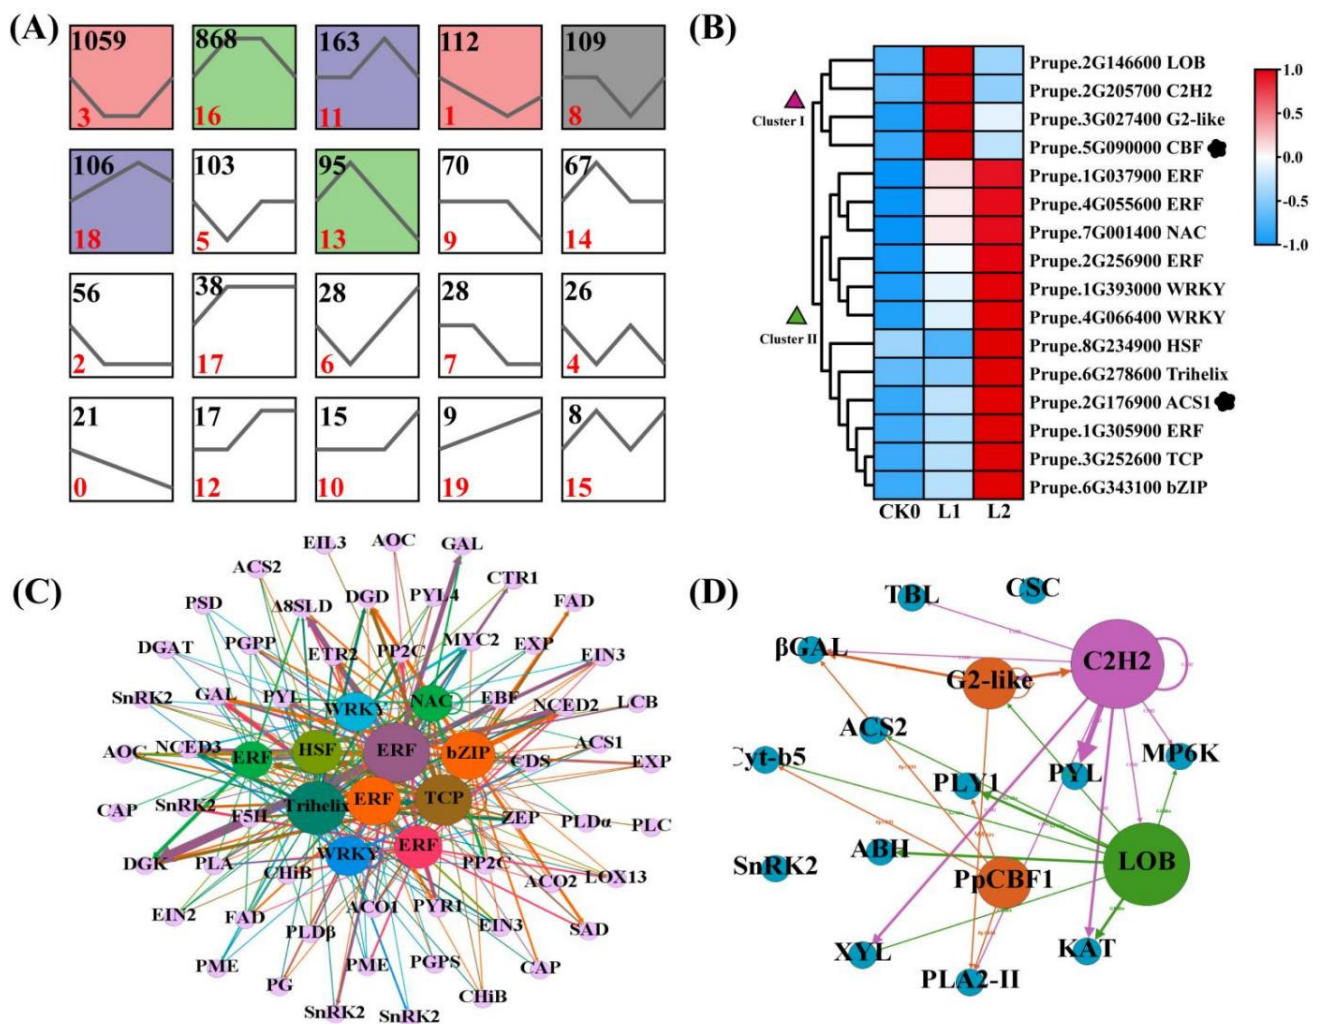 (A)
1059
3
868
16
163
11
112
1
109
8
106
18
103
5
95
13
70
9
67
14
56
2
38
17
28
6
28
7
26
4
21
0
17
12
15
10
9
19
8
15
(B)
Cluster I
Cluster II
Prupe.2G146600 LOB
Prupe.2G205700 C2H2
Prupe.3G027400 G2-like
Prupe.5G090000 CBF
Prupe.1G037900 ERF
Prupe.4G055600 ERF
Prupe.7G001400 NAC
Prupe.2G256900 ERF
Prupe.1G393000 WRKY
Prupe.4G066400 WRKY
Prupe.8G234900 HSF
Prupe.6G278600 Trihelix
Prupe.2G176900 ACS1
Prupe.1G305900 ERF
Prupe.3G252600 TCP
Prupe.6G343100 bZIP
CK0 L1 L2
1.0
0.5
0.0
-0.5
-1.0
(C)
EIL3
AOC
GAL
ACS2
CTR1
PSD
Δ8SLD
DGD
PYL4
FAD
DGAT
PGPP
ETR2
PP2C
MYC2
EXP
EIN3
SnRK2
GAL
PYL
WRKY
NAC
EBF
NCED2
LCB
AOC
NCED3
ERF
HSF
ERF
bZIP
CDS
ACS1
EXP
CAP
SnRK2
F5H
Trihelix
ERF
TCP
ZEP
PLDα
PLC
DGK
PLA
CHiB
WRKY
ERF
PP2C
ACO2
LOX13
EIN2
FAD
PLDβ
ACO1
PYR1
EIN3
SAD
PME
PG
PME
PGPS
CHiB
CAP
SnRK2
SnRK2
(D)
TBL
CSC
βGAL
G2-like
C2H2
ACS2
Cyt-b5
PLY1
PYL
MP6K
SnRK2
ABH
PpCBF1
LOB
XYL
PLA2-II
KAT